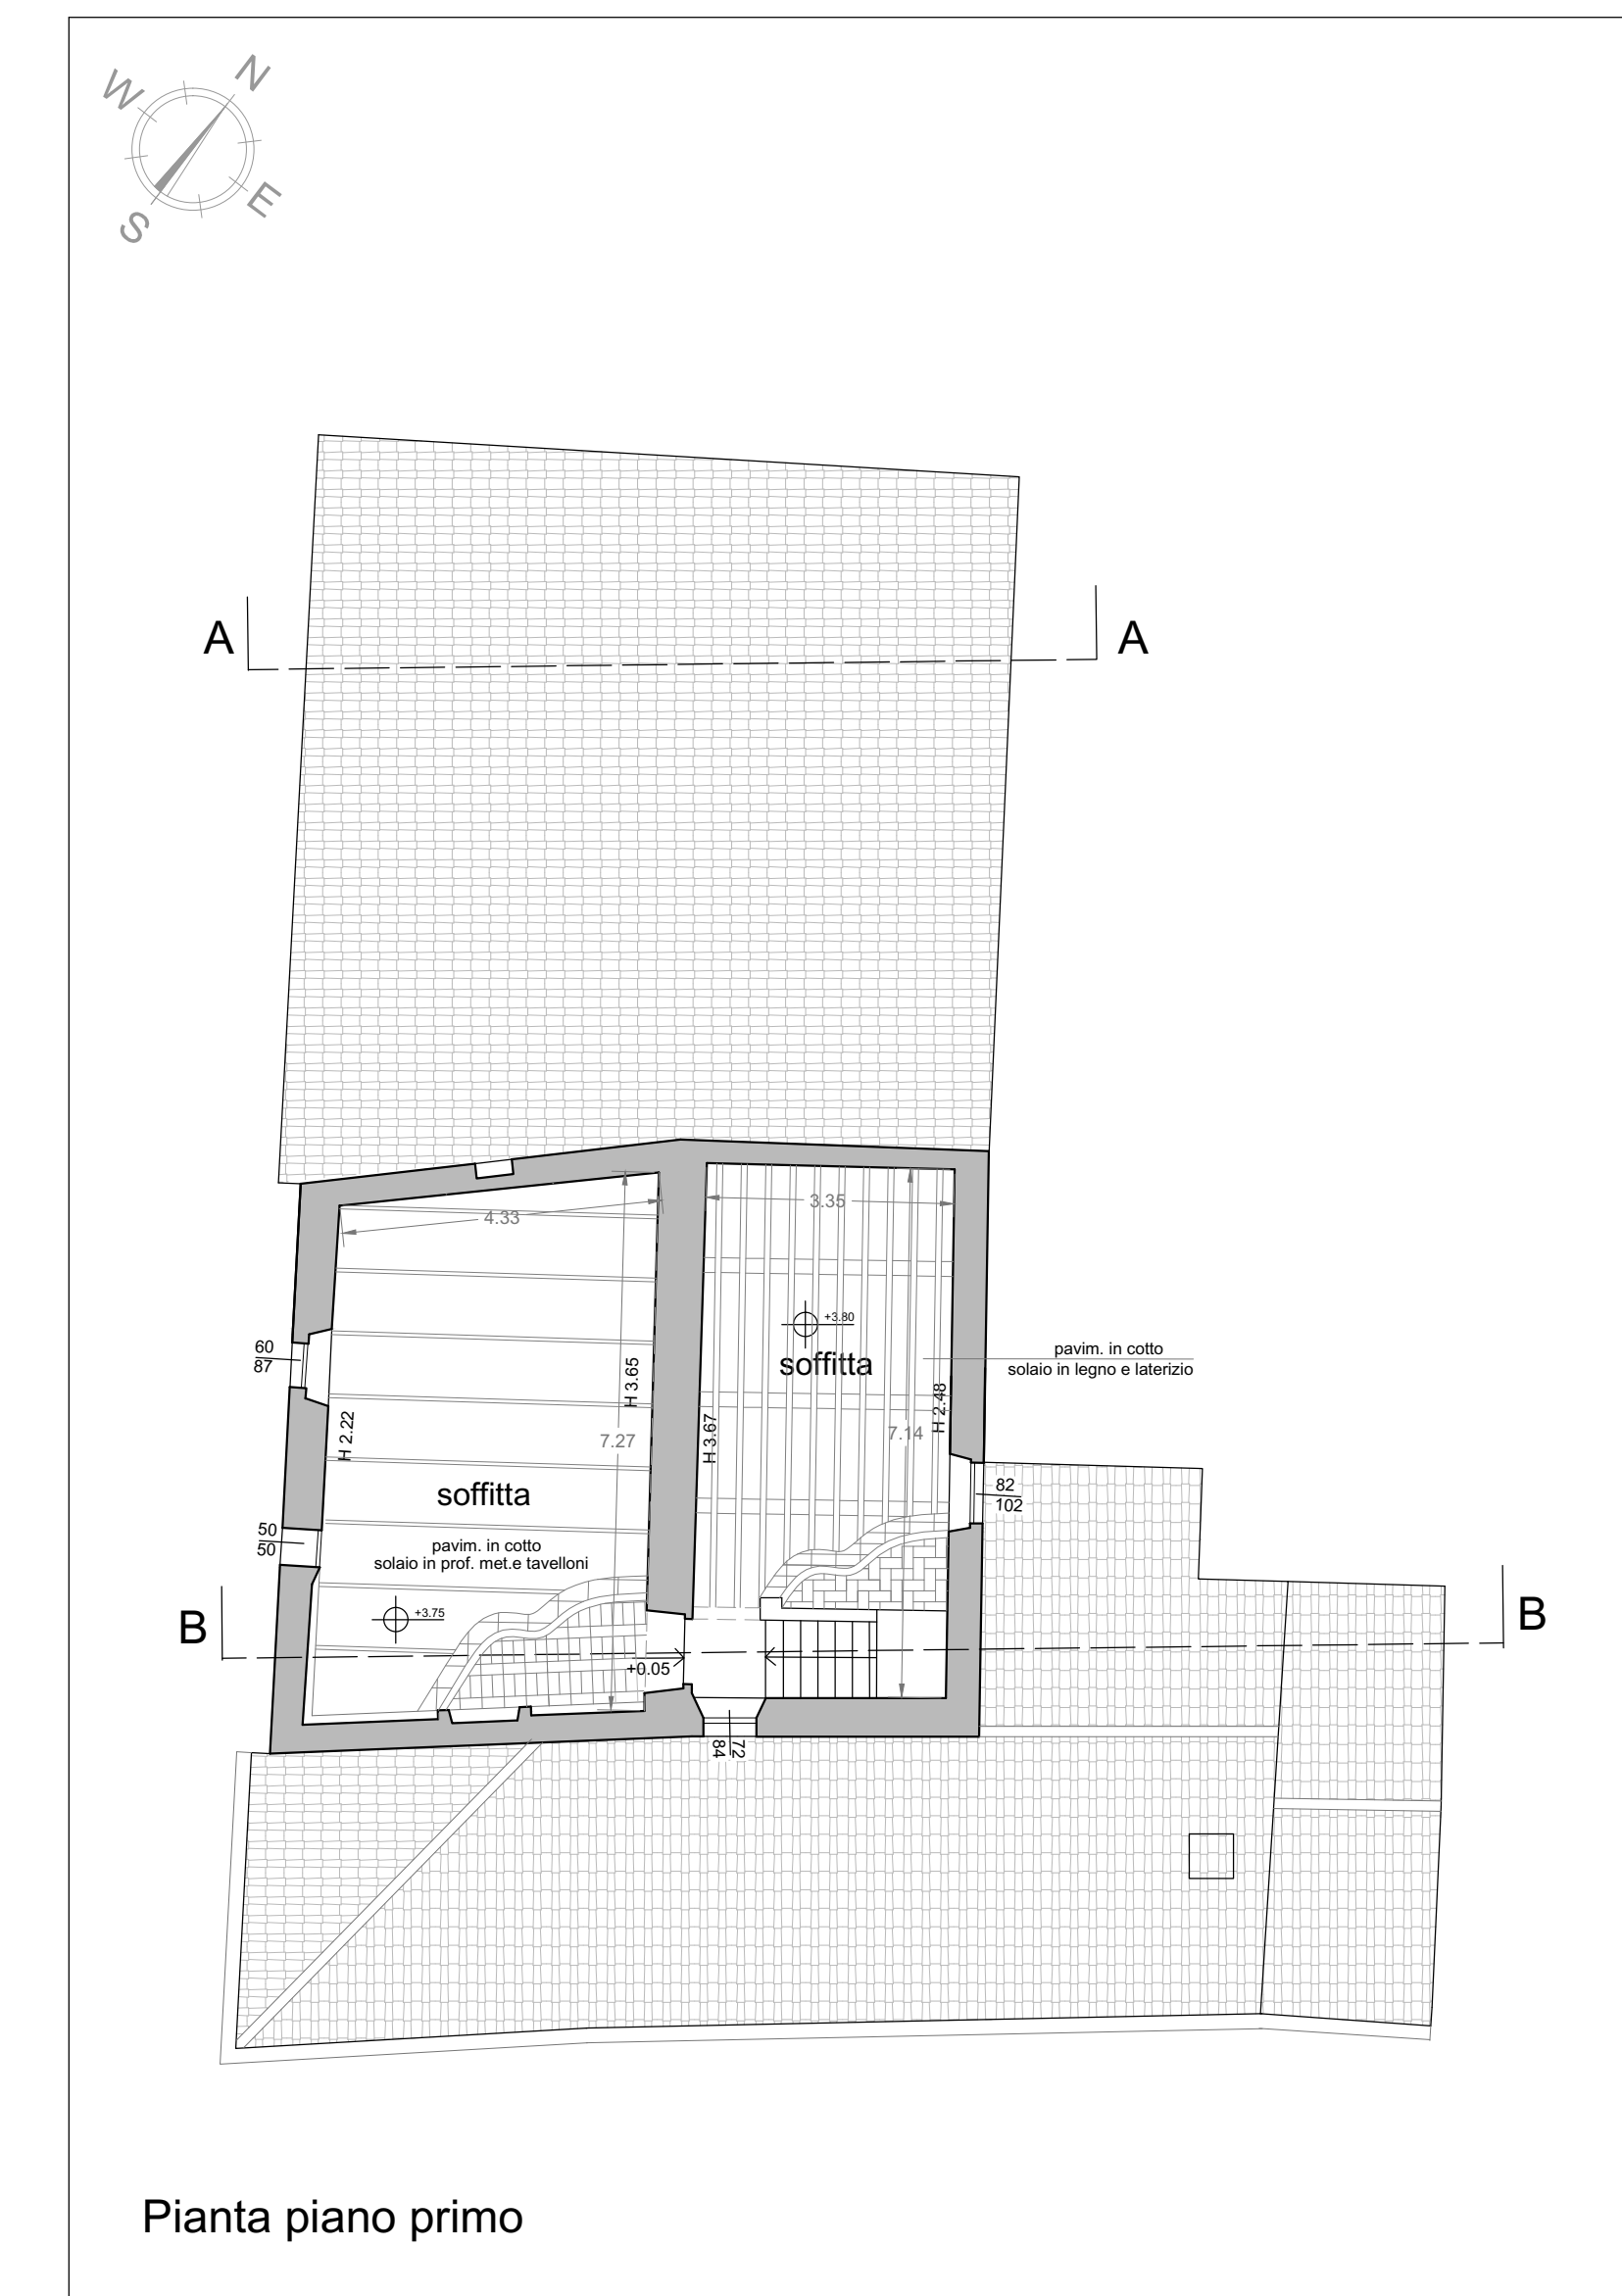 N
W
E
S
A
A
4.33
3.35
+3.80
soffitta
60
87
H 3.65
H 2.22
H 3.67
H 2.48
7.27
7.14
pavim. in cotto
solaio in legno e laterizio
soffitta
82
102
50
50
pavim. in cotto
solaio in prof. met.e tavelloni
+3.75
B
B
+0.05
72
84
Pianta piano primo